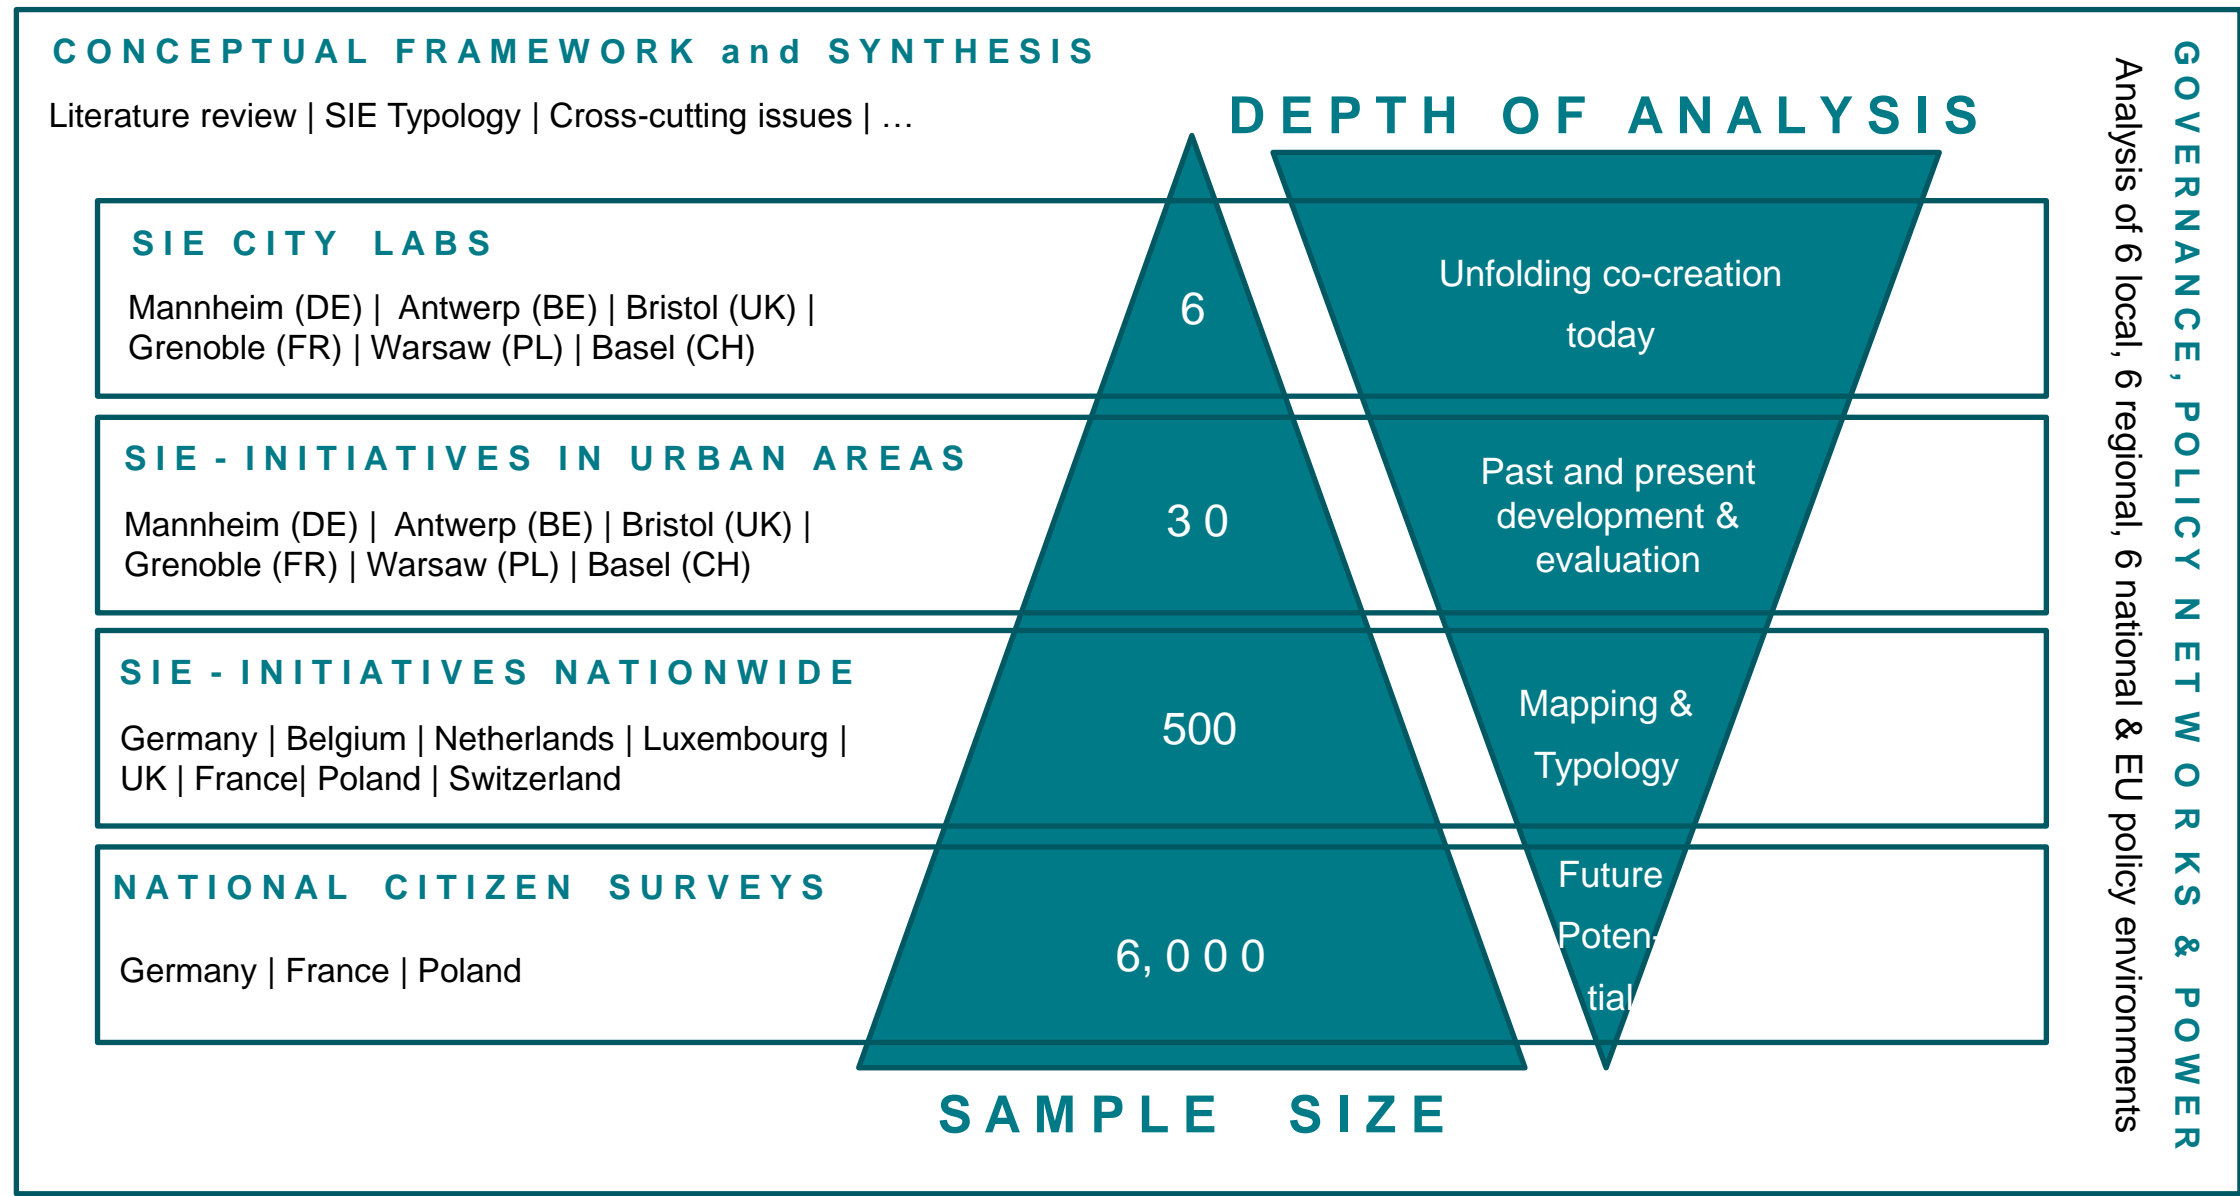 CONCEPTUAL FRAMEWORK and SYNTHESIS
Literature review | SIE Typology | Cross-cutting issues | …
DEPTH OF ANALYSIS
SIE CITY LABS
Mannheim (DE) | Antwerp (BE) | Bristol (UK) |
Grenoble (FR) | Warsaw (PL) | Basel (CH)
6
Unfolding co-creation
today
SIE - INITIATIVES IN URBAN AREAS
Mannheim (DE) | Antwerp (BE) | Bristol (UK) |
Grenoble (FR) | Warsaw (PL) | Basel (CH)
30
Past and present
development &
evaluation
SIE - INITIATIVES NATIONWIDE
Germany | Belgium | Netherlands | Luxembourg |
UK | France| Poland | Switzerland
500
Mapping &
Typology
NATIONAL CITIZEN SURVEYS
Germany | France | Poland
6,000
Future
Poten-
tial
SAMPLE SIZE
GOVERNANCE, POLICY NETWORKS & POWER
Analysis of 6 local, 6 regional, 6 national & EU policy environments